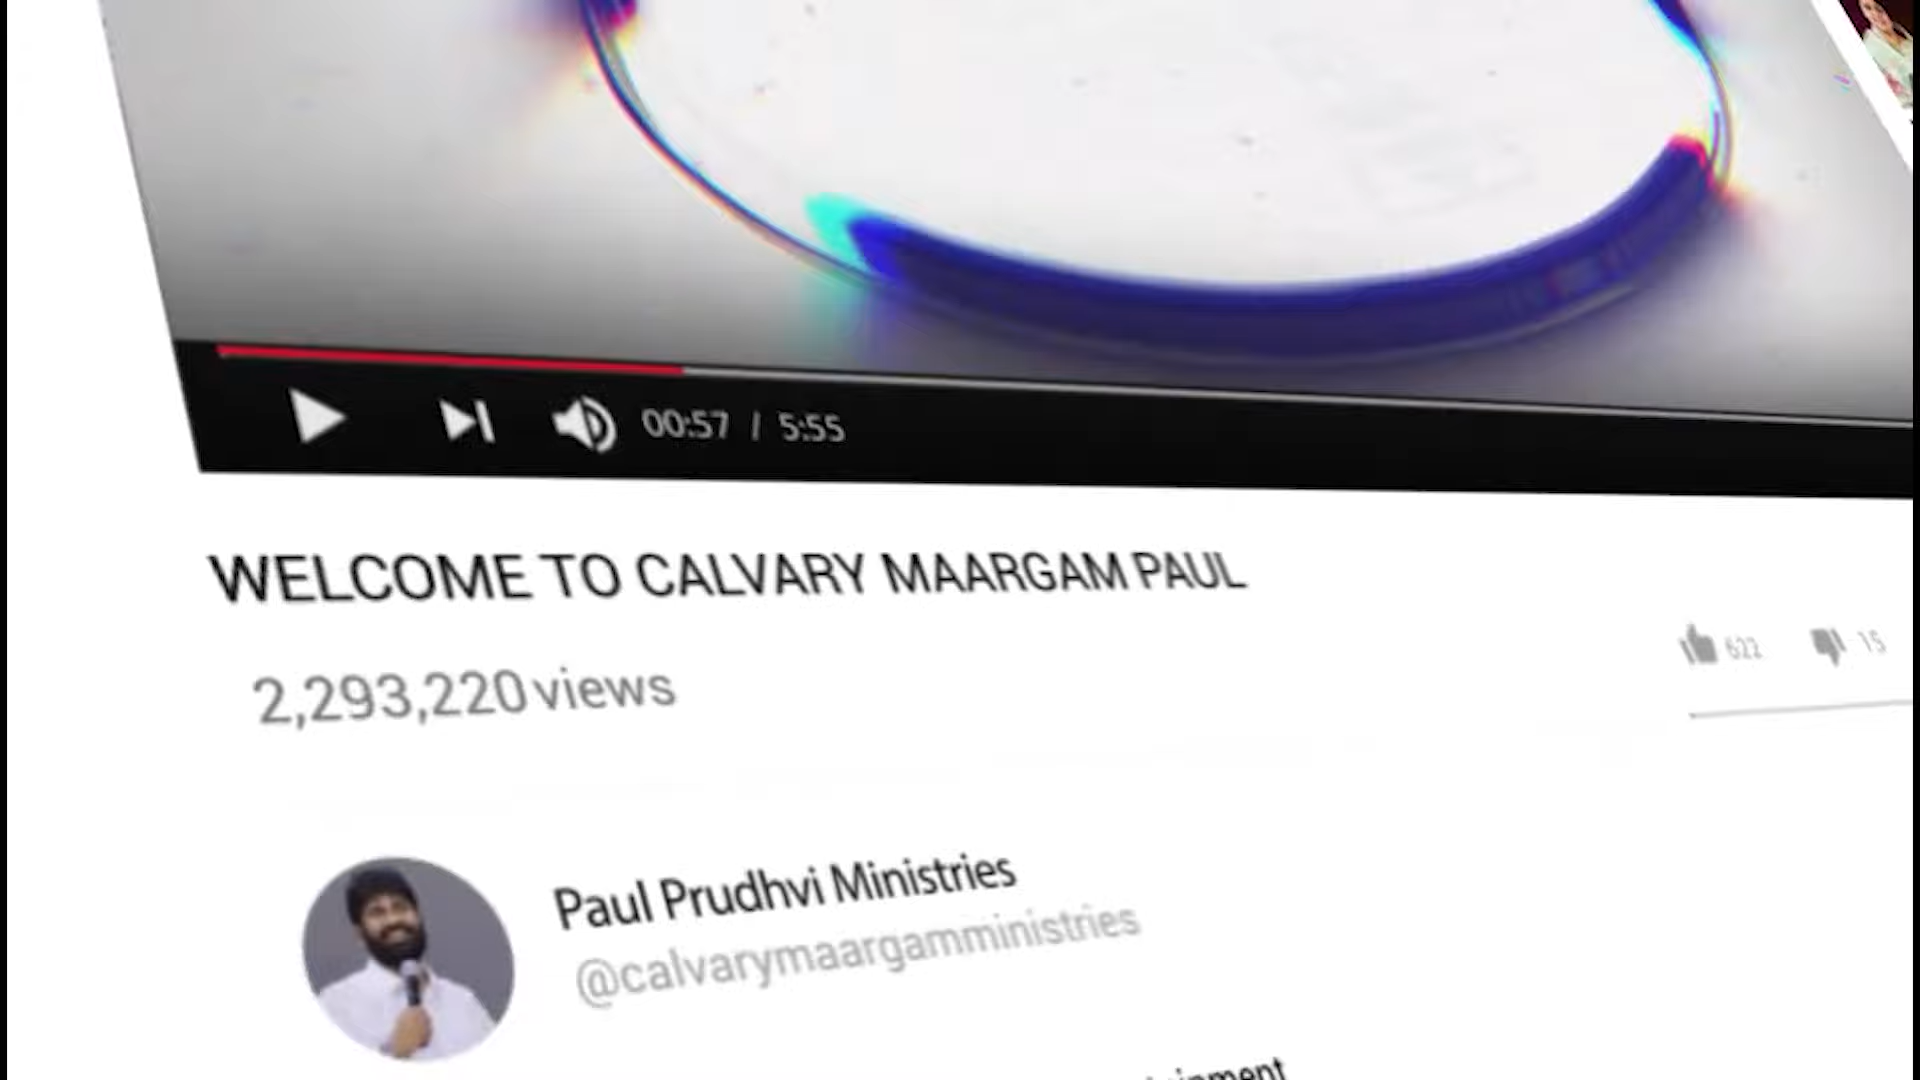 00:57 / 5:55
WELCOME TO CALVARY MAARGAM PAUL
622 15
2,293,220 views
Paul Prudhvi Ministries
@calvarymaargamministries